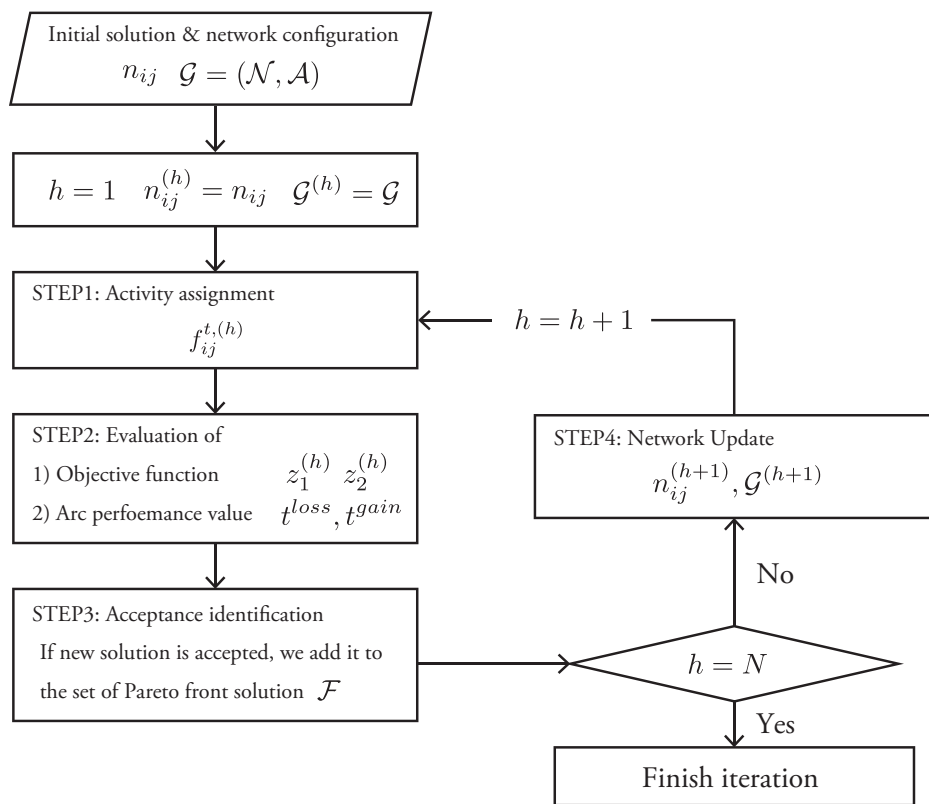 Initial solution & network configuration
n_{ij} 𝒢 = (𝒩, 𝒜)
h = 1 n_{ij}^{(h)} = n_{ij} 𝒢^{(h)} = 𝒢
STEP1: Activity assignment
f_{ij}^{t,(h)}
h = h + 1
STEP2: Evaluation of
1) Objective function z_1^{(h)} z_2^{(h)}
2) Arc perfoemance value t^{loss}, t^{gain}
STEP4: Network Update
n_{ij}^{(h+1)}, 𝒢^{(h+1)}
STEP3: Acceptance identification
If new solution is accepted, we add it to
the set of Pareto front solution ℱ
No
h = N
Yes
Finish iteration